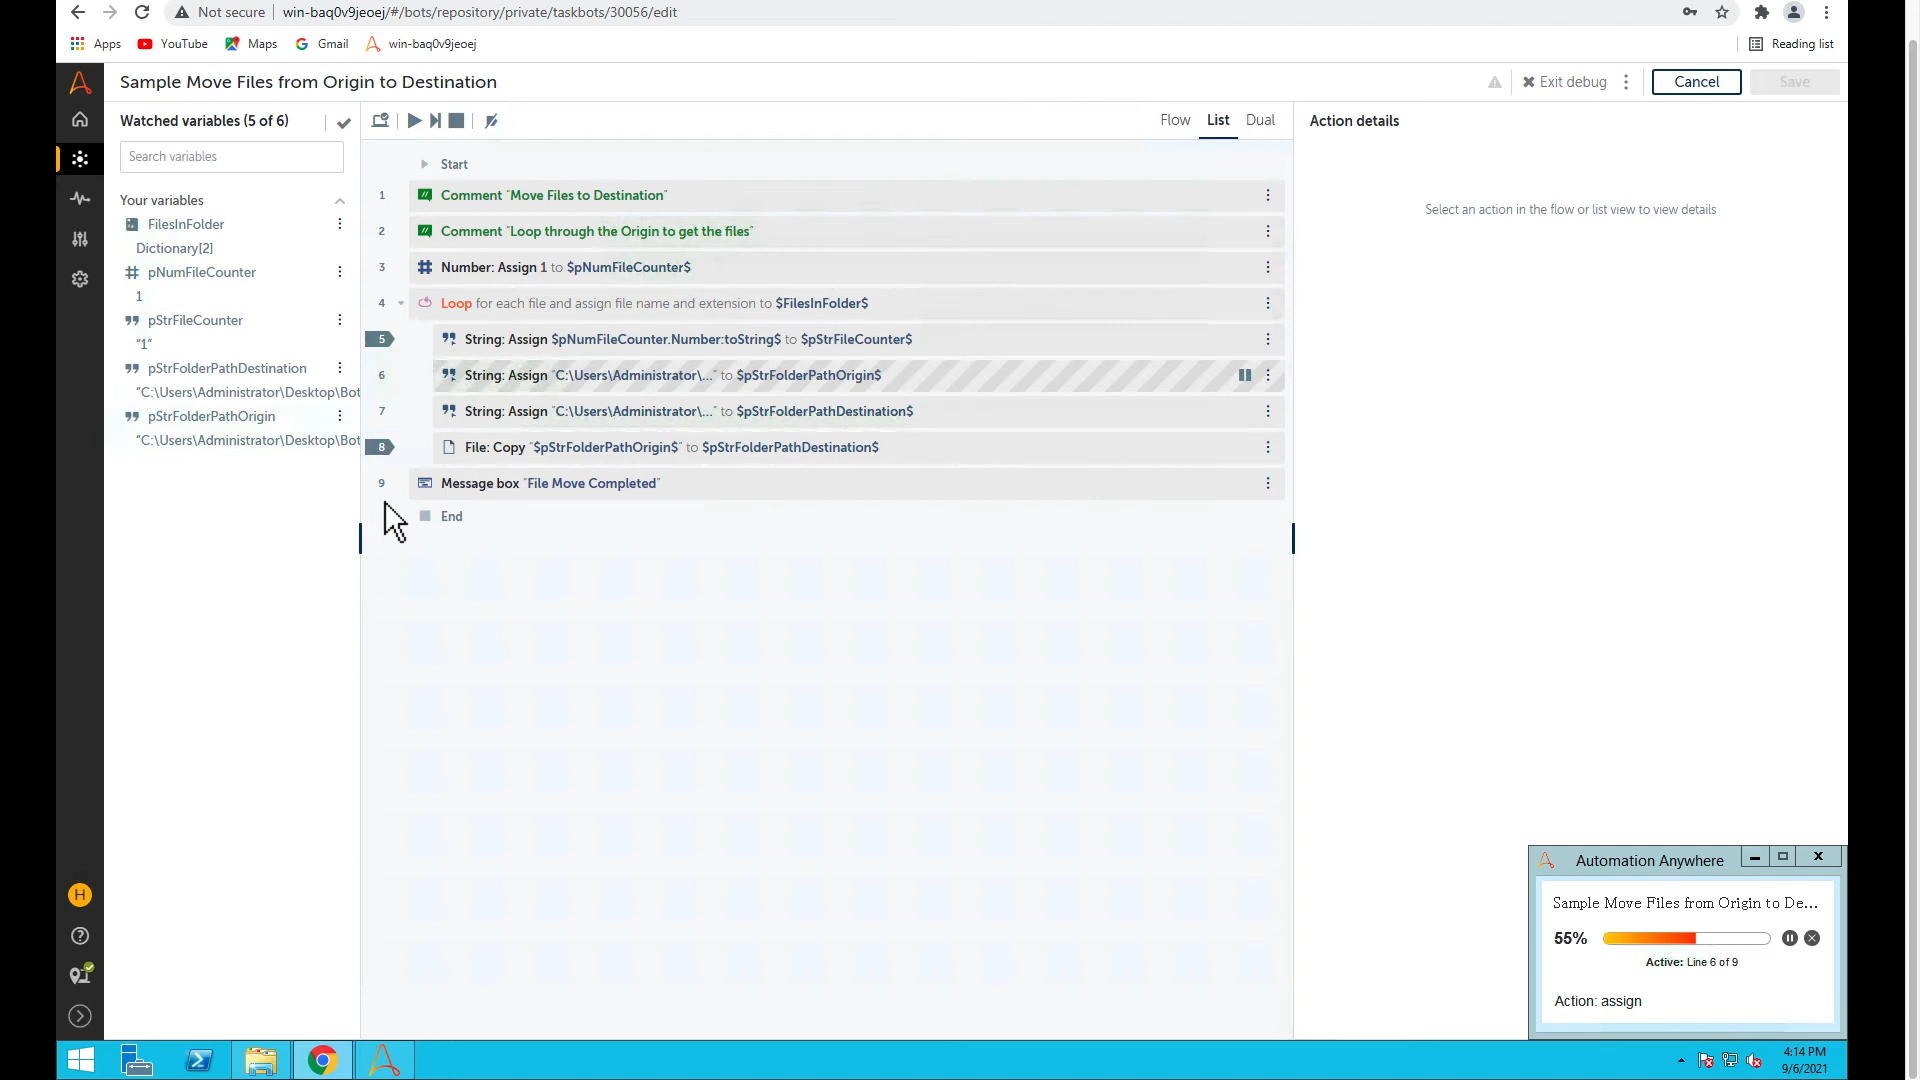 Not secure
win-baq0v9jeoej/#/bots/repository/private/taskbots/30056/edit
Apps
YouTube
Maps
Gmail
win-baq0v9jeoej
Reading list
Sample Move Files from Origin to Destination
Exit debug
Cancel
Save
Watched variables (5 of 6)
Search variables
Your variables
FilesInFolder
Dictionary[2]
pNumFileCounter
1
pStrFileCounter
"1"
pStrFolderPathDestination
"C:\Users\Administrator\Desktop\Bot
pStrFolderPathOrigin
"C:\Users\Administrator\Desktop\Bot
Flow List Dual
Start
1 Comment "Move Files to Destination"
2 Comment "Loop through the Origin to get the files"
3 Number: Assign 1 to $pNumFileCounter$
4 Loop for each file and assign file name and extension to $FilesInFolder$
5 String: Assign $pNumFileCounter.Number:toString$ to $pStrFileCounter$
6 String: Assign "C:\Users\Administrator\..." to $pStrFolderPathOrigin$
7 String: Assign "C:\Users\Administrator\..." to $pStrFolderPathDestination$
8 File: Copy "$pStrFolderPathOrigin$" to $pStrFolderPathDestination$
9 Message box "File Move Completed"
End
Action details
Select an action in the flow or list view to view details
H
Automation Anywhere
Sample Move Files from Origin to De...
55%
Active: Line 6 of 9
Action: assign
4:14 PM
9/6/2021